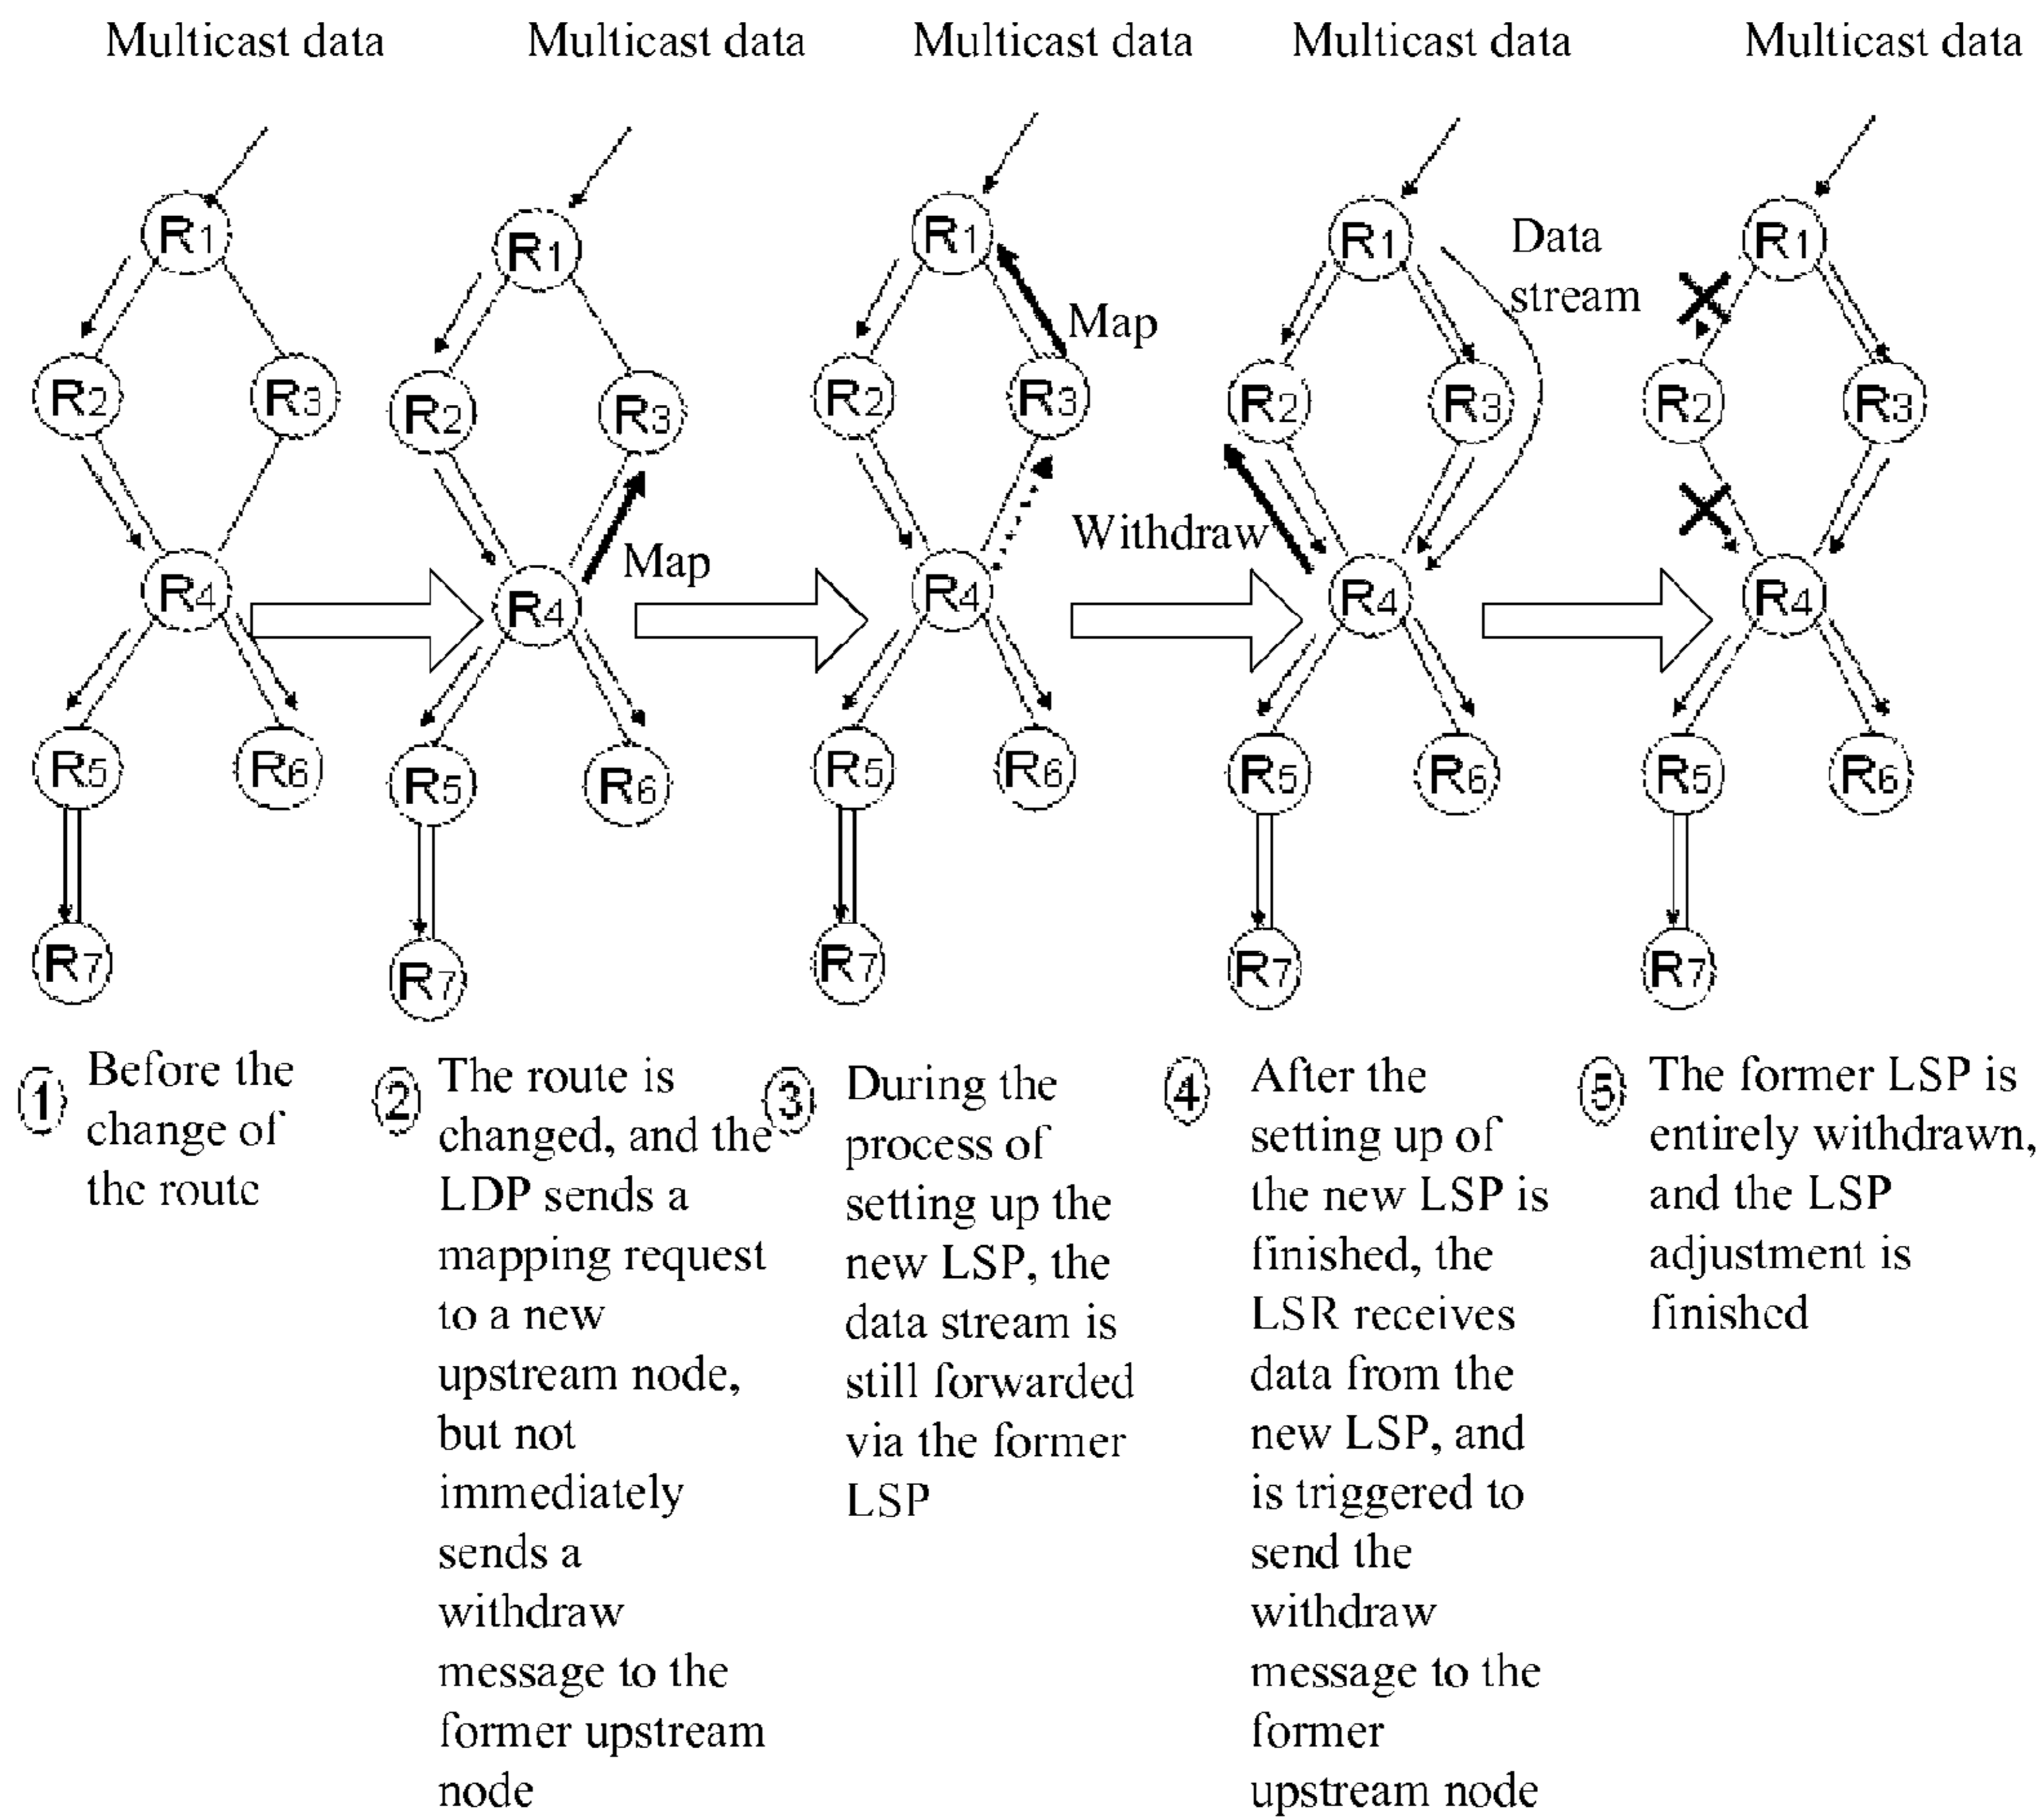 Multicast data
Multicast data
Multicast data
Multicast data
Multicast data
R1
R2
R3
R4
R5
R6
R7
R1
R2
R3
Map
R4
R5
R6
R7
R1
Map
R2
R3
R4
R5
R6
R7
R1
Data
stream
R2
R3
Withdraw
R4
R5
R6
R7
R1
R2
R3
R4
R5
R6
R7
1
Before the
change of
the route
2
The route is
changed, and the
LDP sends a
mapping request
to a new
upstream node,
but not
immediately
sends a
withdraw
message to the
former upstream
node
3
During the
process of
setting up the
new LSP, the
data stream is
still forwarded
via the former
LSP
4
After the
setting up of
the new LSP is
finished, the
LSR receives
data from the
new LSP, and
is triggered to
send the
withdraw
message to the
former
upstream node
5
The former LSP is
entirely withdrawn,
and the LSP
adjustment is
finished